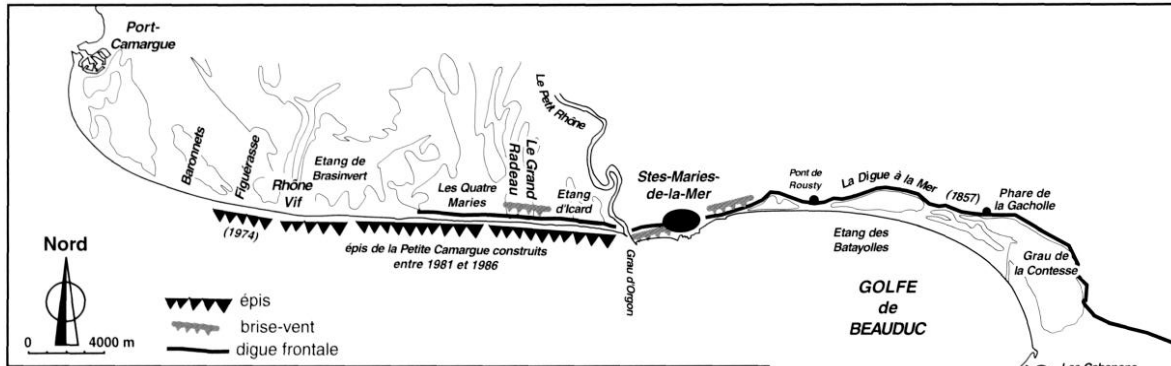 Port-
Camargue
Baronnets
Figuérasse
Rhône
Vif
Etang de
Brasinvert
Les Quatre
Maries
Le Grand
Radeau
Etang
d'Icard
Le Petit Rhône
Stes-Maries-
de-la-Mer
Pont de
Rousty
La Digue à la Mer
(1857)
Phare de
la Gacholle
Etang des
Batayolles
Grau de
la Contesse
(1974)
épis de la Petite Camargue construits
entre 1981 et 1986
Grau d'Orgon
GOLFE
de
BEAUDUC
Nord
0 4000 m
épis
brise-vent
digue frontale